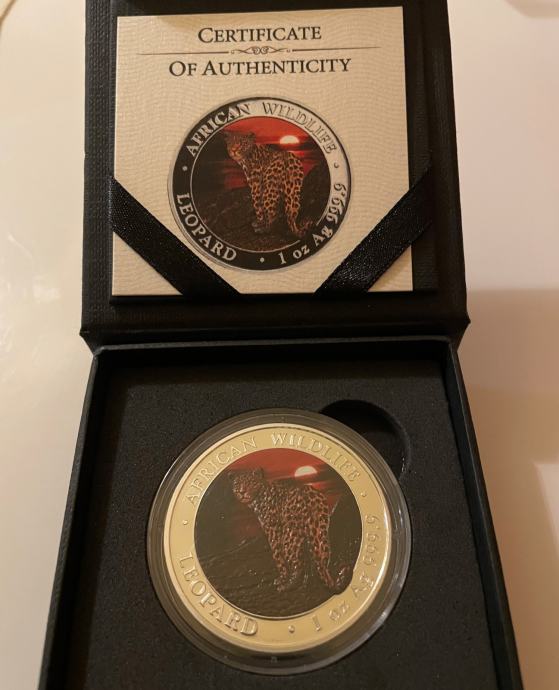 CERTIFICATE
OF AUTHENTICITY
AFRICAN WILDLIFE
LEOPARD • 1 oz Ag 999.9
AFRICAN WILDLIFE
LEOPARD • 1 oz Ag 999.9